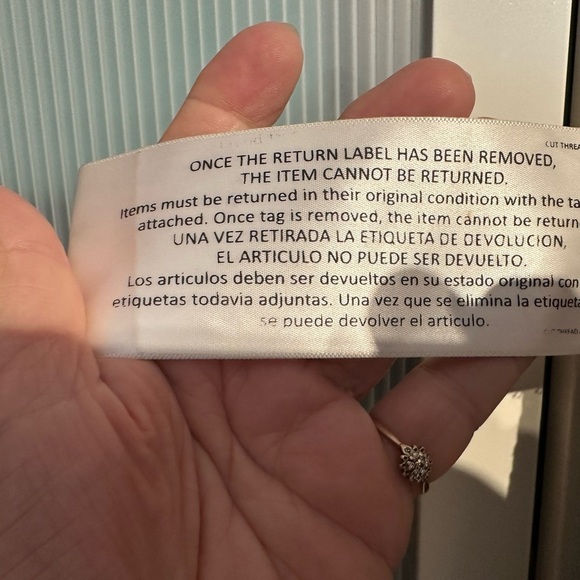 CUT THREA
ONCE THE RETURN LABEL HAS BEEN REMOVED,
THE ITEM CANNOT BE RETURNED.
Items must be returned in their original condition with the ta
attached. Once tag is removed, the item cannot be return
UNA VEZ RETIRADA LA ETIQUETA DE DEVOLUCION,
EL ARTICULO NO PUEDE SER DEVUELTO.
Los articulos deben ser devueltos en su estado original con
etiquetas todavia adjuntas. Una vez que se elimina la etiqueta
se puede devolver el articulo.